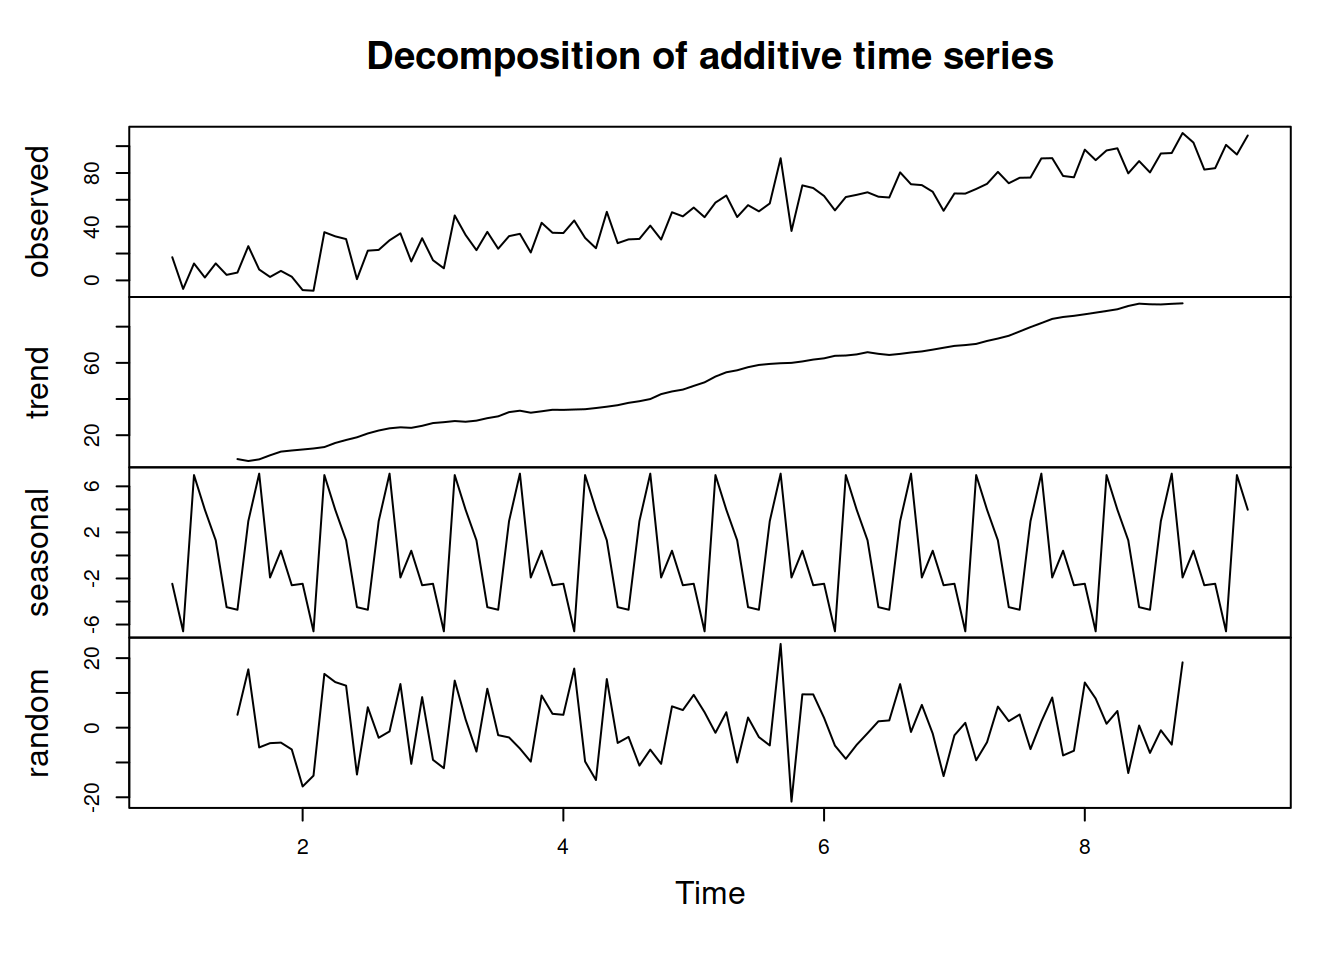 Decomposition of additive time series
observed
0 40 80
trend
20 60
seasonal
-6 -2 2 6
random
-20 0 20
2 4 6 8
Time